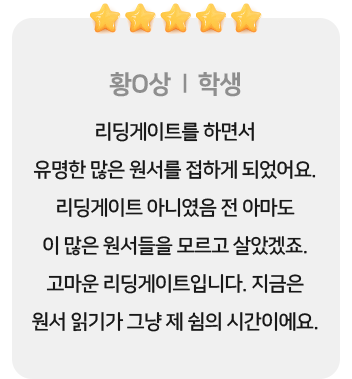 황O상 | 학생
리딩게이트를 하면서
유명한 많은 원서를 접하게 되었어요.
리딩게이트 아니였음 전 아마도
이 많은 원서들을 모르고 살았겠죠.
고마운 리딩게이트입니다. 지금은
원서 읽기가 그냥 제 쉼의 시간이에요.